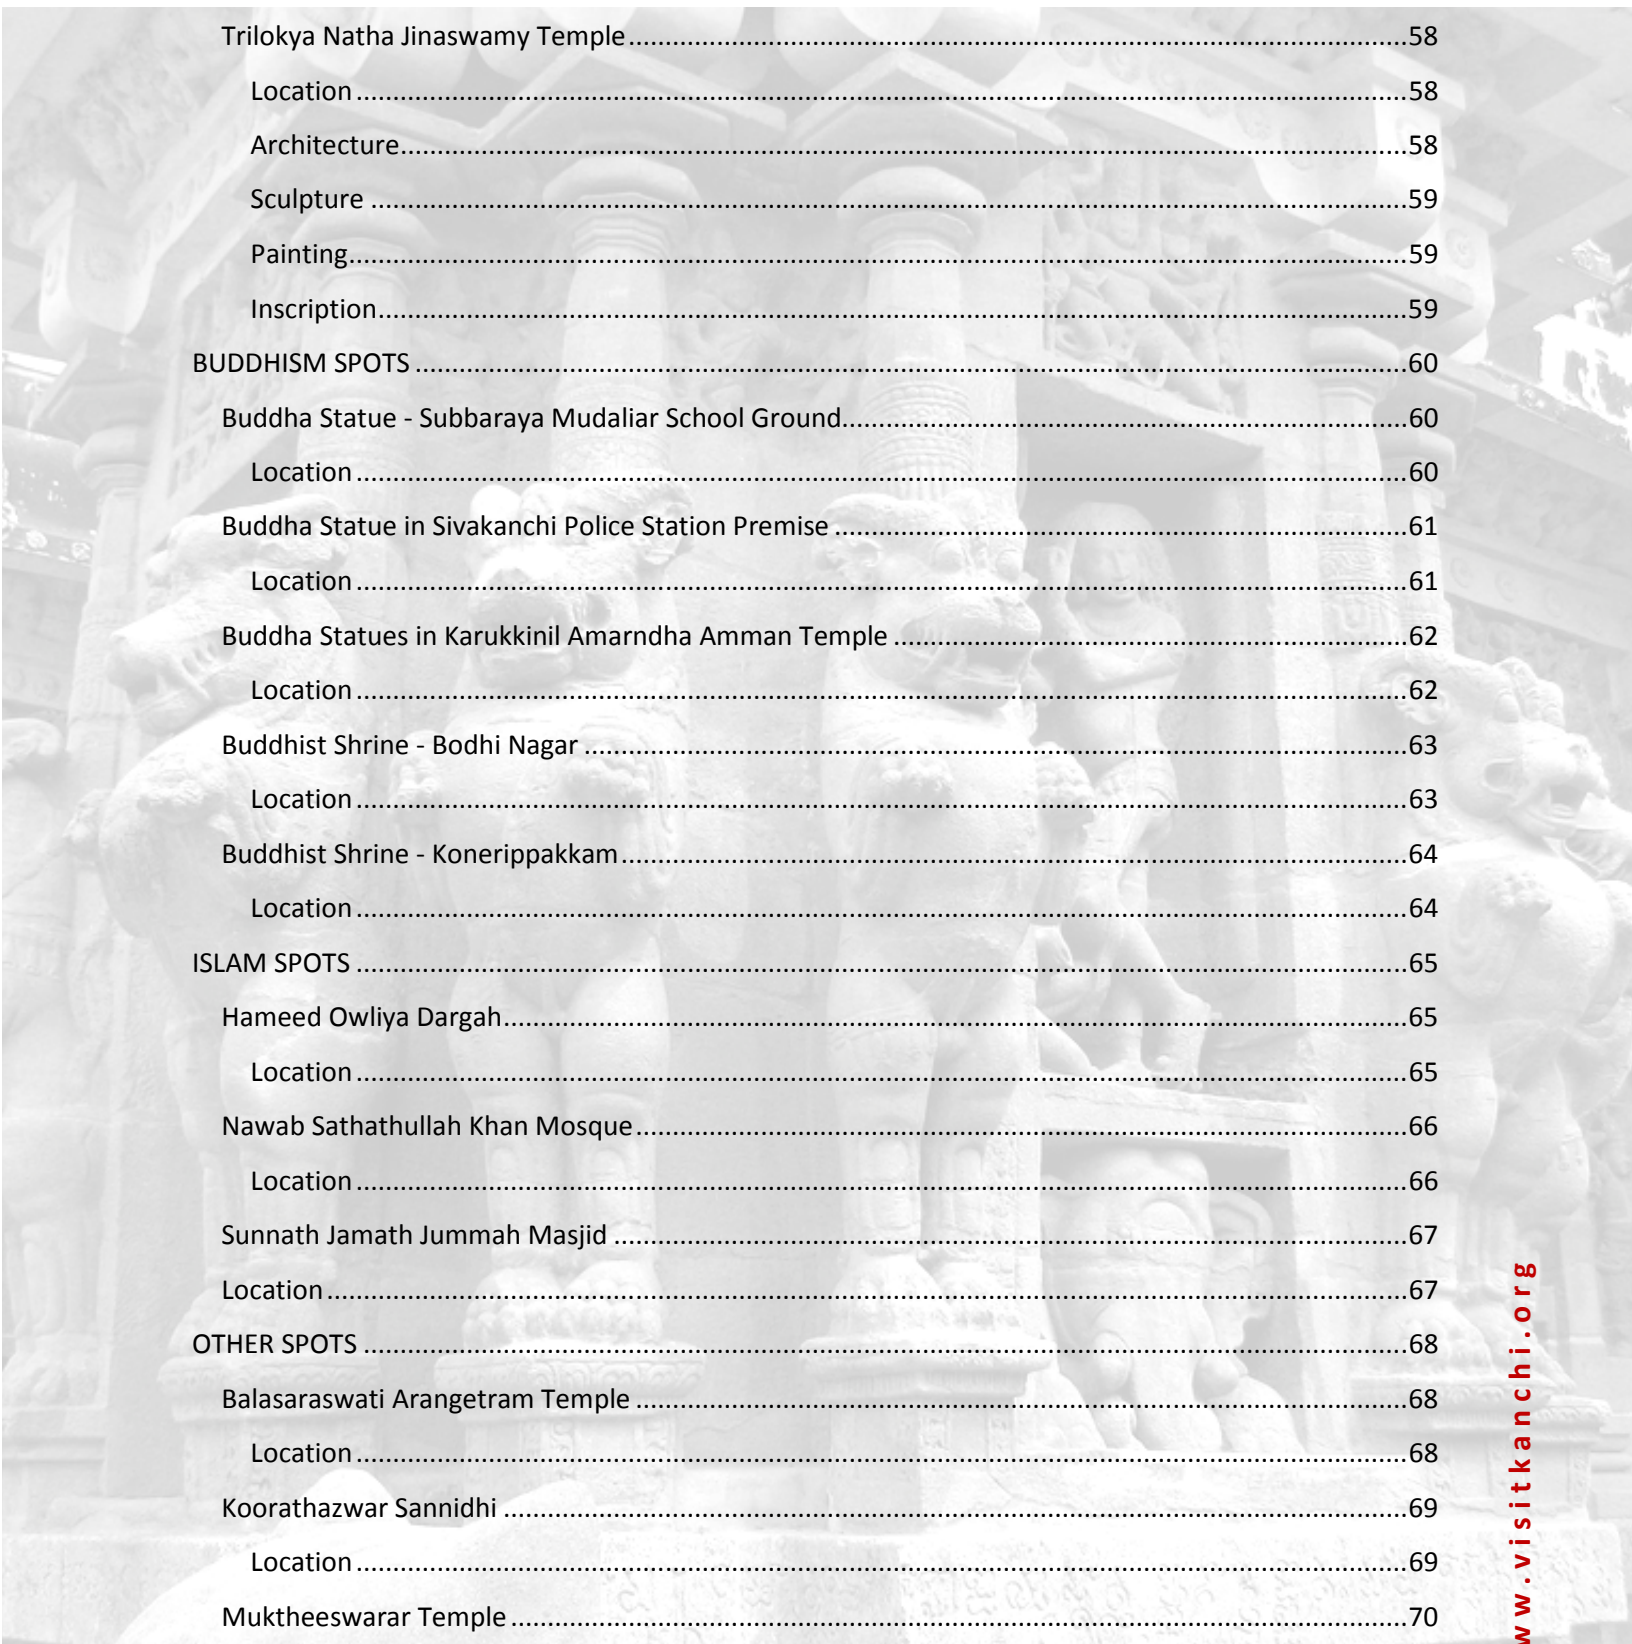 Trilokya Natha Jinaswamy Temple ........ 58
Location ........ 58
Architecture ........ 58
Sculpture ........ 59
Painting ........ 59
Inscription ........ 59
BUDDHISM SPOTS ........ 60
Buddha Statue - Subbaraya Mudaliar School Ground ........ 60
Location ........ 60
Buddha Statue in Sivakanchi Police Station Premise ........ 61
Location ........ 61
Buddha Statues in Karukkinil Amarndha Amman Temple ........ 62
Location ........ 62
Buddhist Shrine - Bodhi Nagar ........ 63
Location ........ 63
Buddhist Shrine - Konerippakkam ........ 64
Location ........ 64
ISLAM SPOTS ........ 65
Hameed Owliya Dargah ........ 65
Location ........ 65
Nawab Sathathullah Khan Mosque ........ 66
Location ........ 66
Sunnath Jamath Jummah Masjid ........ 67
Location ........ 67
OTHER SPOTS ........ 68
Balasaraswati Arangetram Temple ........ 68
Location ........ 68
Koorathazwar Sannidhi ........ 69
Location ........ 69
Muktheeswarar Temple ........ 70
w w . v i s i t k a n c h i . o r g